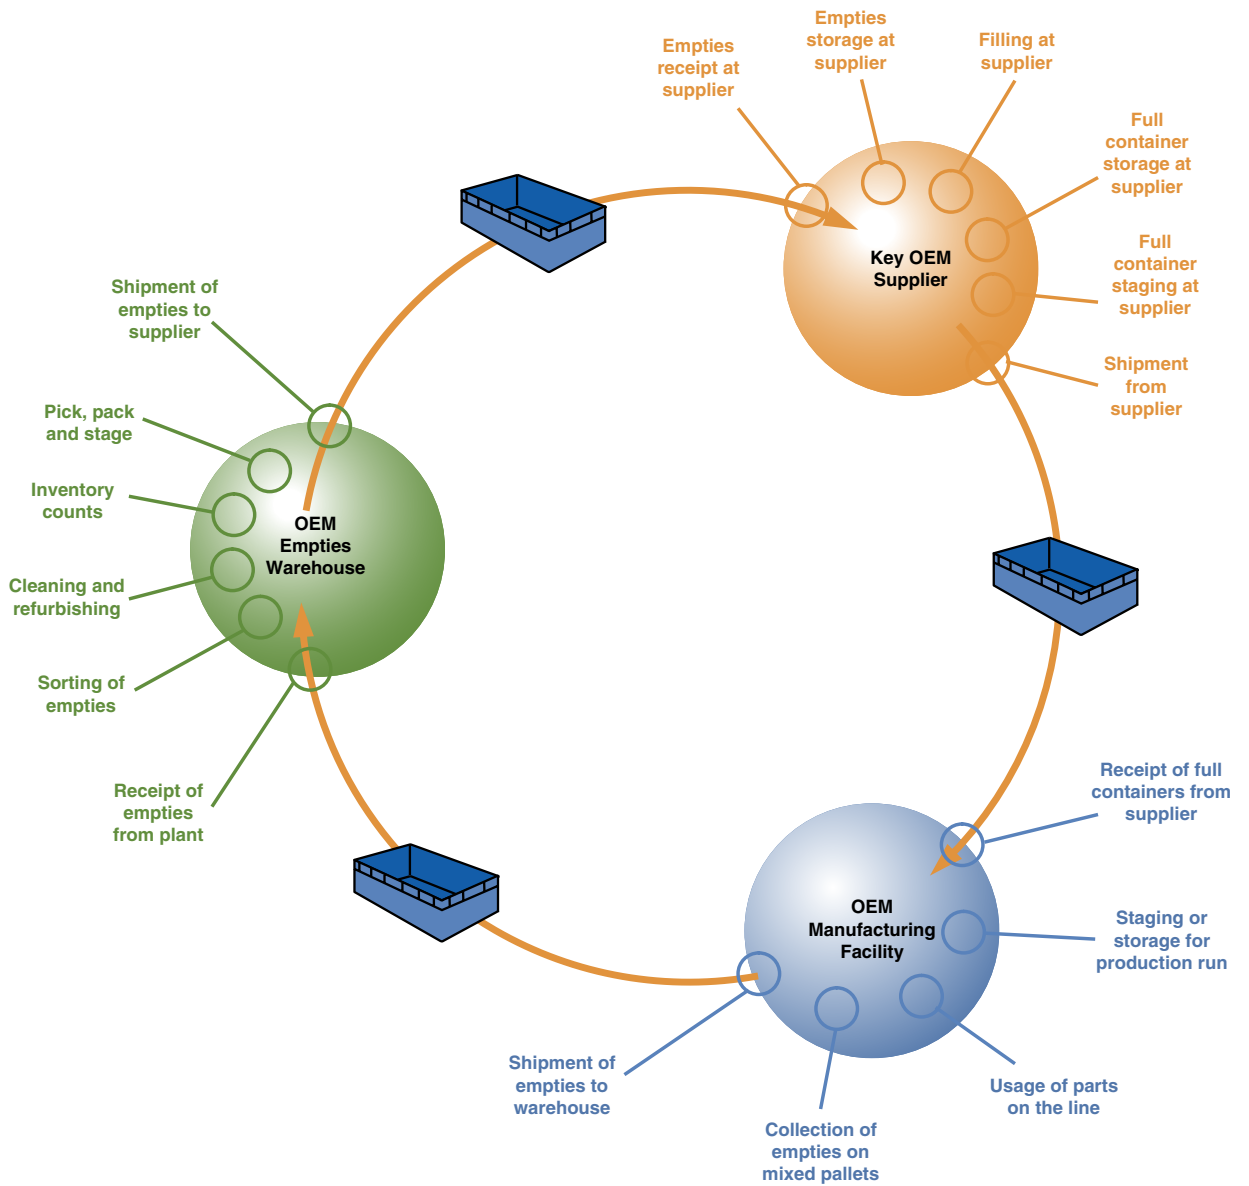 Empties
receipt at
supplier
Empties
storage at
supplier
Filling at
supplier
Full
container
storage at
supplier
Full
container
staging at
supplier
Shipment
from
supplier
Key OEM
Supplier
Shipment of
empties to
supplier
Pick, pack
and stage
Inventory
counts
Cleaning and
refurbishing
Sorting of
empties
Receipt of
empties
from plant
OEM
Empties
Warehouse
Receipt of full
containers from
supplier
Staging or
storage for
production run
Usage of parts
on the line
Collection of
empties on
mixed pallets
Shipment of
empties to
warehouse
OEM
Manufacturing
Facility